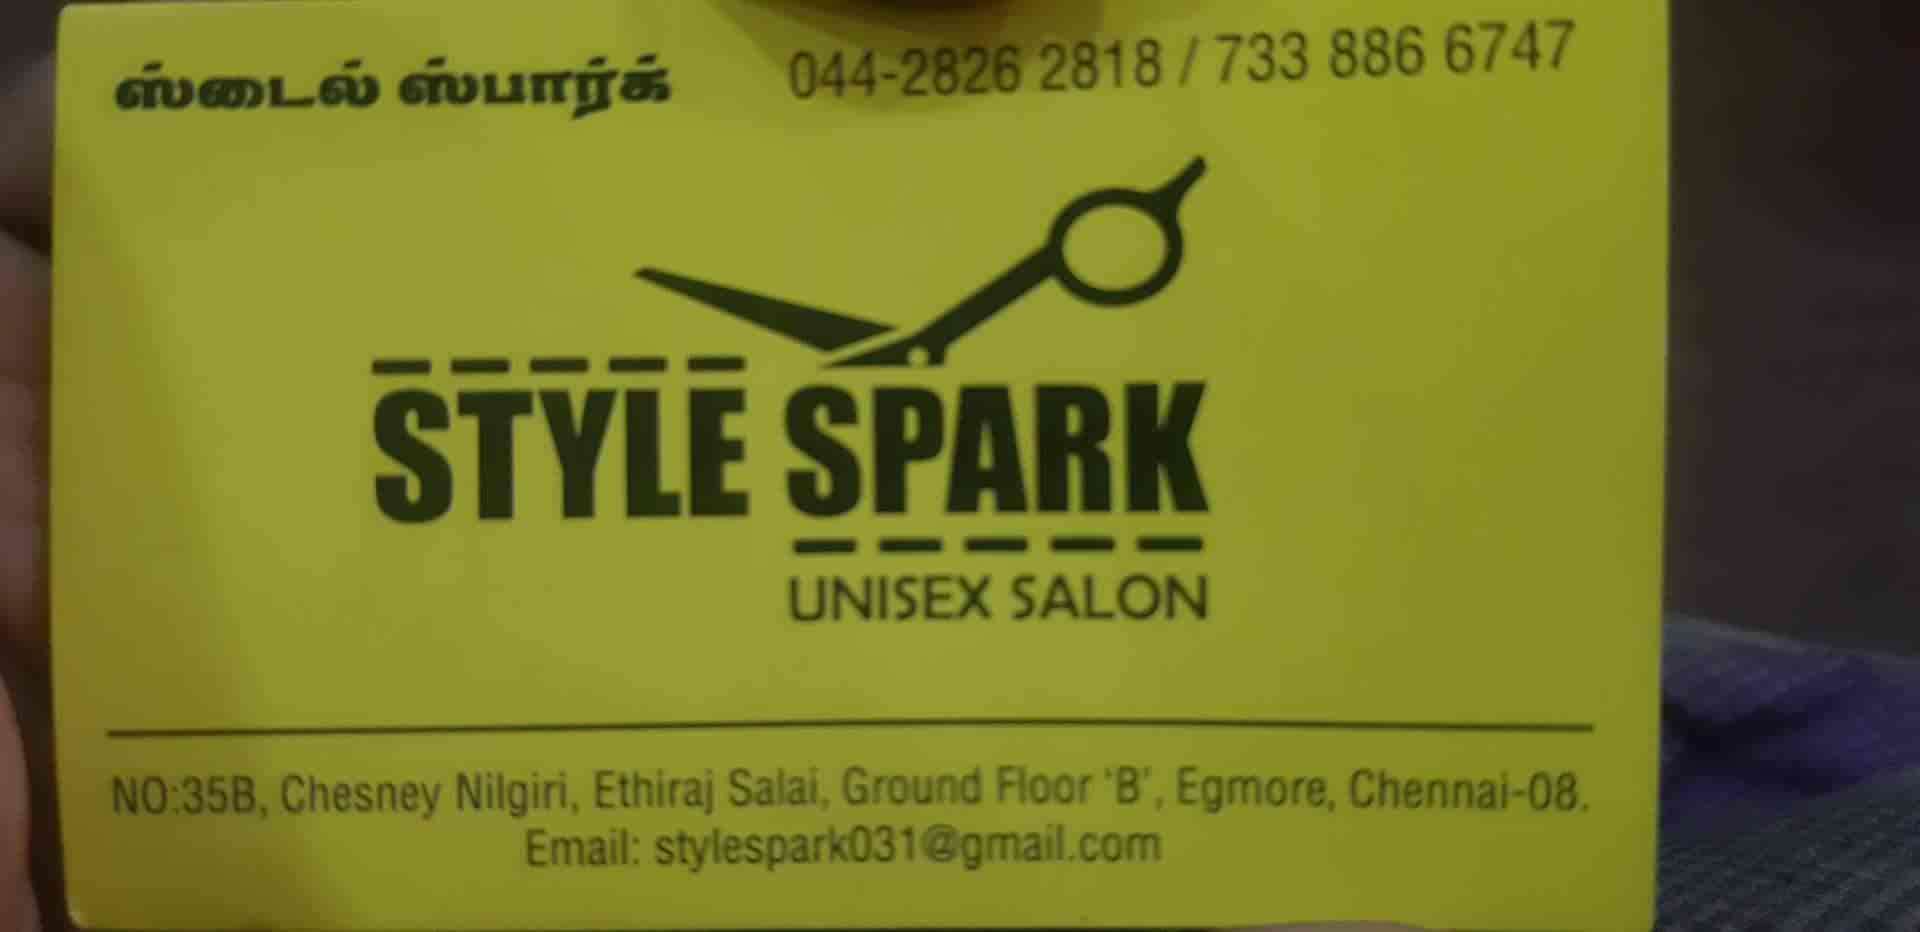 ஸ்டைல் ஸ்பார்க் 044-2826 2818 / 733 886 6747
STYLE SPARK
UNISEX SALON
NO:35B, Chesney Nilgiri, Ethiraj Salai, Ground Floor ‘B’, Egmore, Chennai-08.
Email: stylespark031@gmail.com